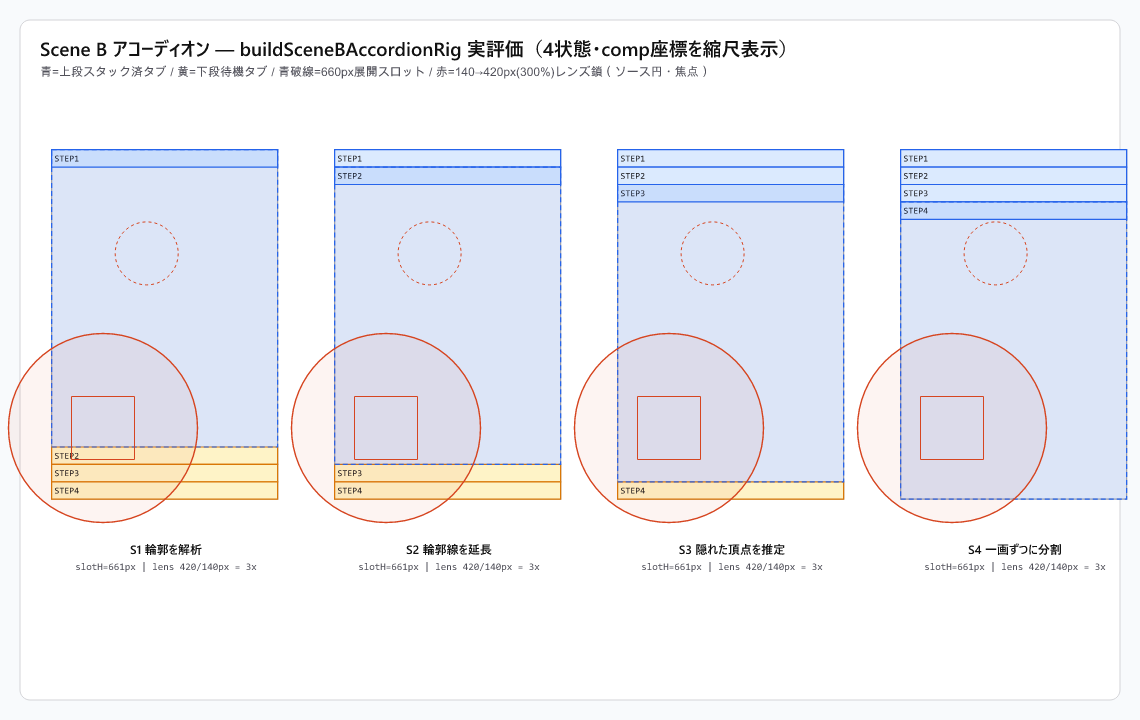 Scene B アコーディオン — buildSceneBAccordionRig 実評価（4状態・comp座標を縮尺表示）
青=上段スタック済タブ / 黄=下段待機タブ / 青破線=660px展開スロット / 赤=140→420px(300%)レンズ鎖 ( ソース円・焦点 )
STEP1
STEP2
STEP3
STEP4
S1 輪郭を解析
slotH=661px | lens 420/140px = 3x
STEP1
STEP2
STEP3
STEP4
S2 輪郭線を延長
slotH=661px | lens 420/140px = 3x
STEP1
STEP2
STEP3
STEP4
S3 隠れた頂点を推定
slotH=661px | lens 420/140px = 3x
STEP1
STEP2
STEP3
STEP4
S4 一画ずつに分割
slotH=661px | lens 420/140px = 3x